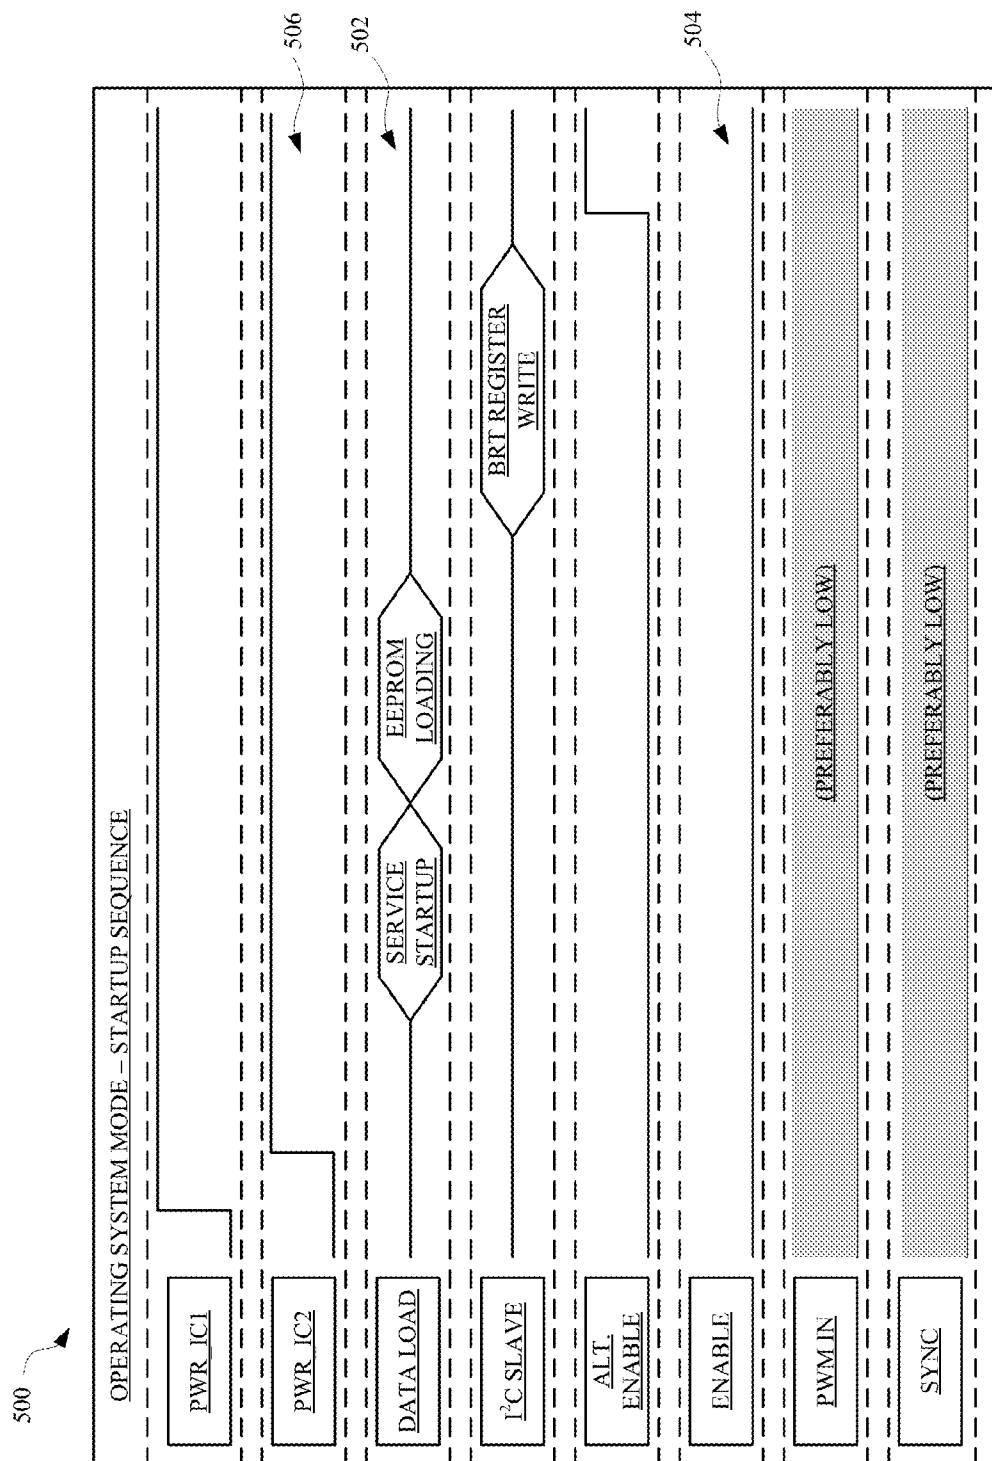 500
OPERATING SYSTEM MODE – STARTUP SEQUENCE
PWR_IC1
PWR_IC2
506
DATA LOAD
SERVICE
STARTUP
EEPROM
LOADING
502
I²C SLAVE
BRT REGISTER
WRITE
ALT.
ENABLE
ENABLE
504
PWM IN
(PREFERABLY LOW)
SYNC
(PREFERABLY LOW)